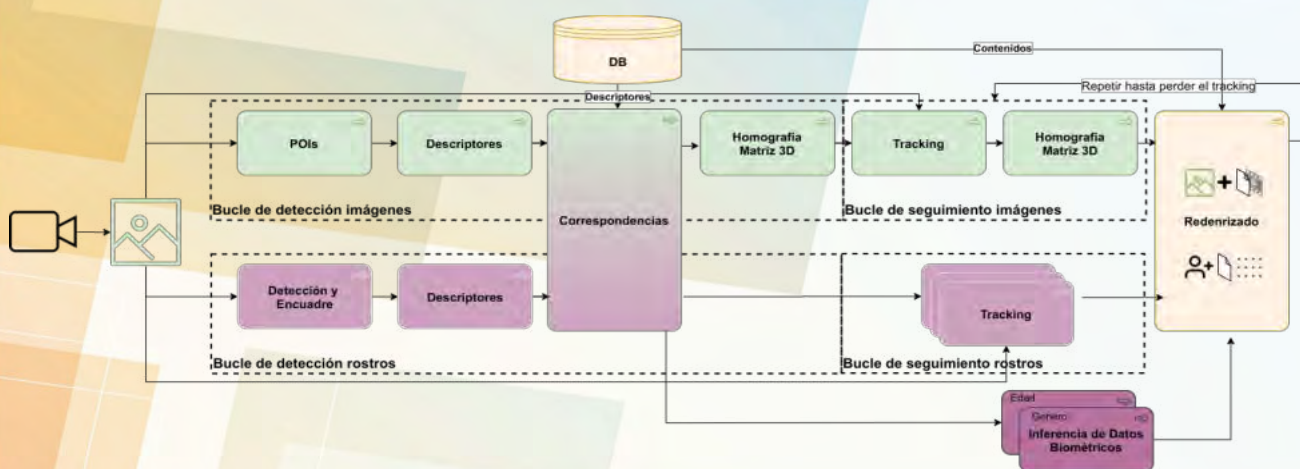 DB
Contenidos
Repetir hasta perder el tracking
Descriptores
POIs
Descriptores
Homografia
Matriz 3D
Tracking
Homografia
Matriz 3D
Bucle de detección imágenes
Correspondencias
Bucle de seguimiento imágenes
Redenrizado
Detección y
Encuadre
Descriptores
Tracking
Bucle de detección rostros
Bucle de seguimiento rostros
Edad
Genero
Inferencia de Datos
Biométricos